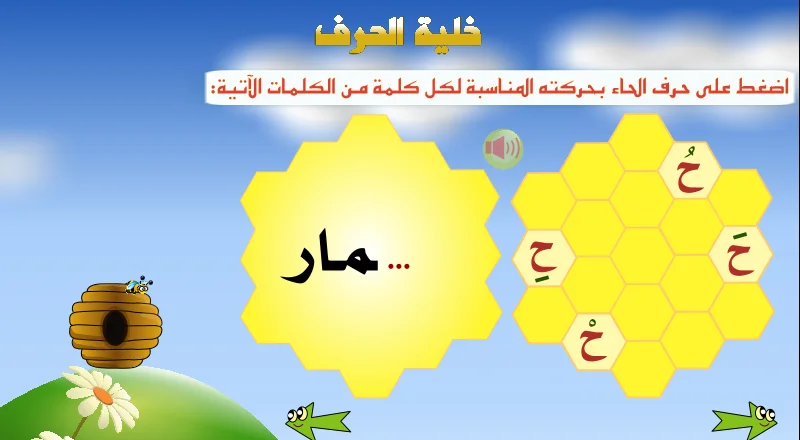 خلية الحرف
اضغط على حرف الحاء بحركته المناسبة لكل كلمة من الكلمات الآتية:
...مار
حُ
حَ
حِ
حْ